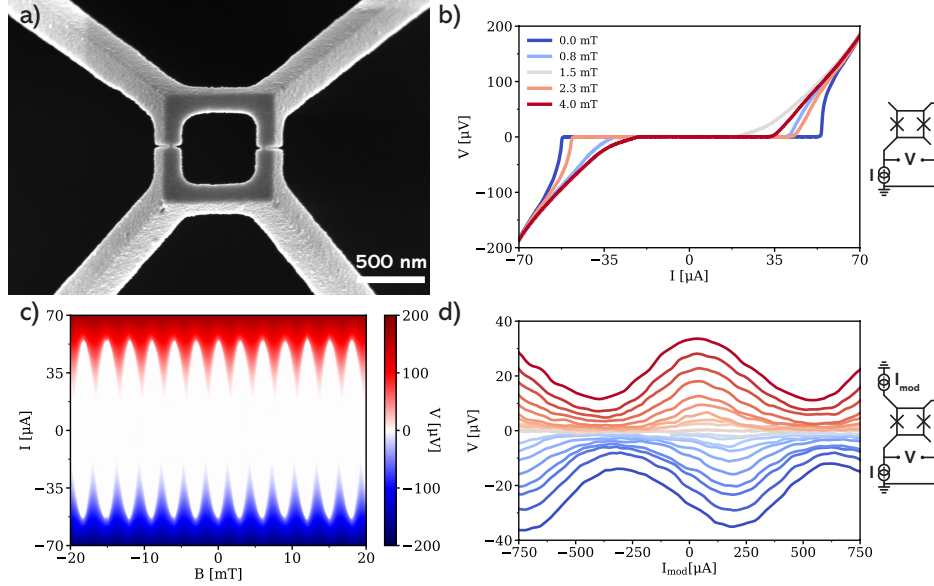 a)
500 nm
b)
200
100
0
−100
−200
V [µV]
0.0 mT
0.8 mT
1.5 mT
2.3 mT
4.0 mT
−70
−35
0
35
70
I [µA]
V
I
c)
70
35
0
−35
−70
I [µA]
−20
−10
0
10
20
B [mT]
200
100
0
−100
−200
V [µV]
d)
40
20
0
−20
−40
V [µV]
−750
−500
−250
0
250
500
750
Imod[µA]
Imod
V
I